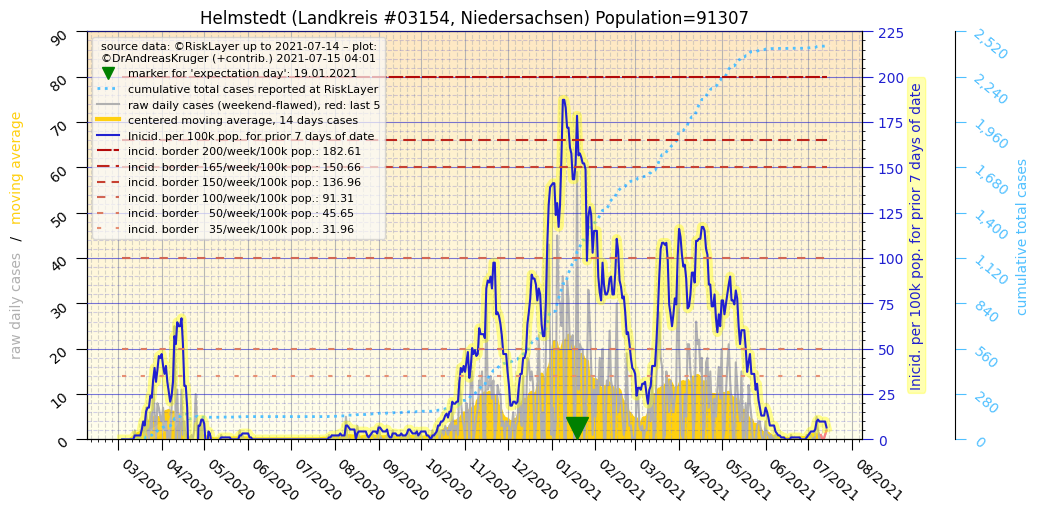 Helmstedt (Landkreis #03154, Niedersachsen) Population=91307
source data: ©RiskLayer up to 2021-07-14 – plot:
©DrAndreasKruger (+contrib.) 2021-07-15 04:01
marker for 'expectation day': 19.01.2021
cumulative total cases reported at RiskLayer
raw daily cases (weekend-flawed), red: last 5
centered moving average, 14 days cases
Inicid. per 100k pop. for prior 7 days of date
incid. border 200/week/100k pop.: 182.61
incid. border 165/week/100k pop.: 150.66
incid. border 150/week/100k pop.: 136.96
incid. border 100/week/100k pop.: 91.31
incid. border 50/week/100k pop.: 45.65
incid. border 35/week/100k pop.: 31.96
raw daily cases / moving average
90
80
70
60
50
40
30
20
10
0
225
200
175
150
125
100
75
50
25
0
Inicid. per 100k pop. for prior 7 days of date
2,520
2,240
1,960
1,680
1,400
1,120
840
560
280
0
cumulative total cases
03/2020
04/2020
05/2020
06/2020
07/2020
08/2020
09/2020
10/2020
11/2020
12/2020
01/2021
02/2021
03/2021
04/2021
05/2021
06/2021
07/2021
08/2021